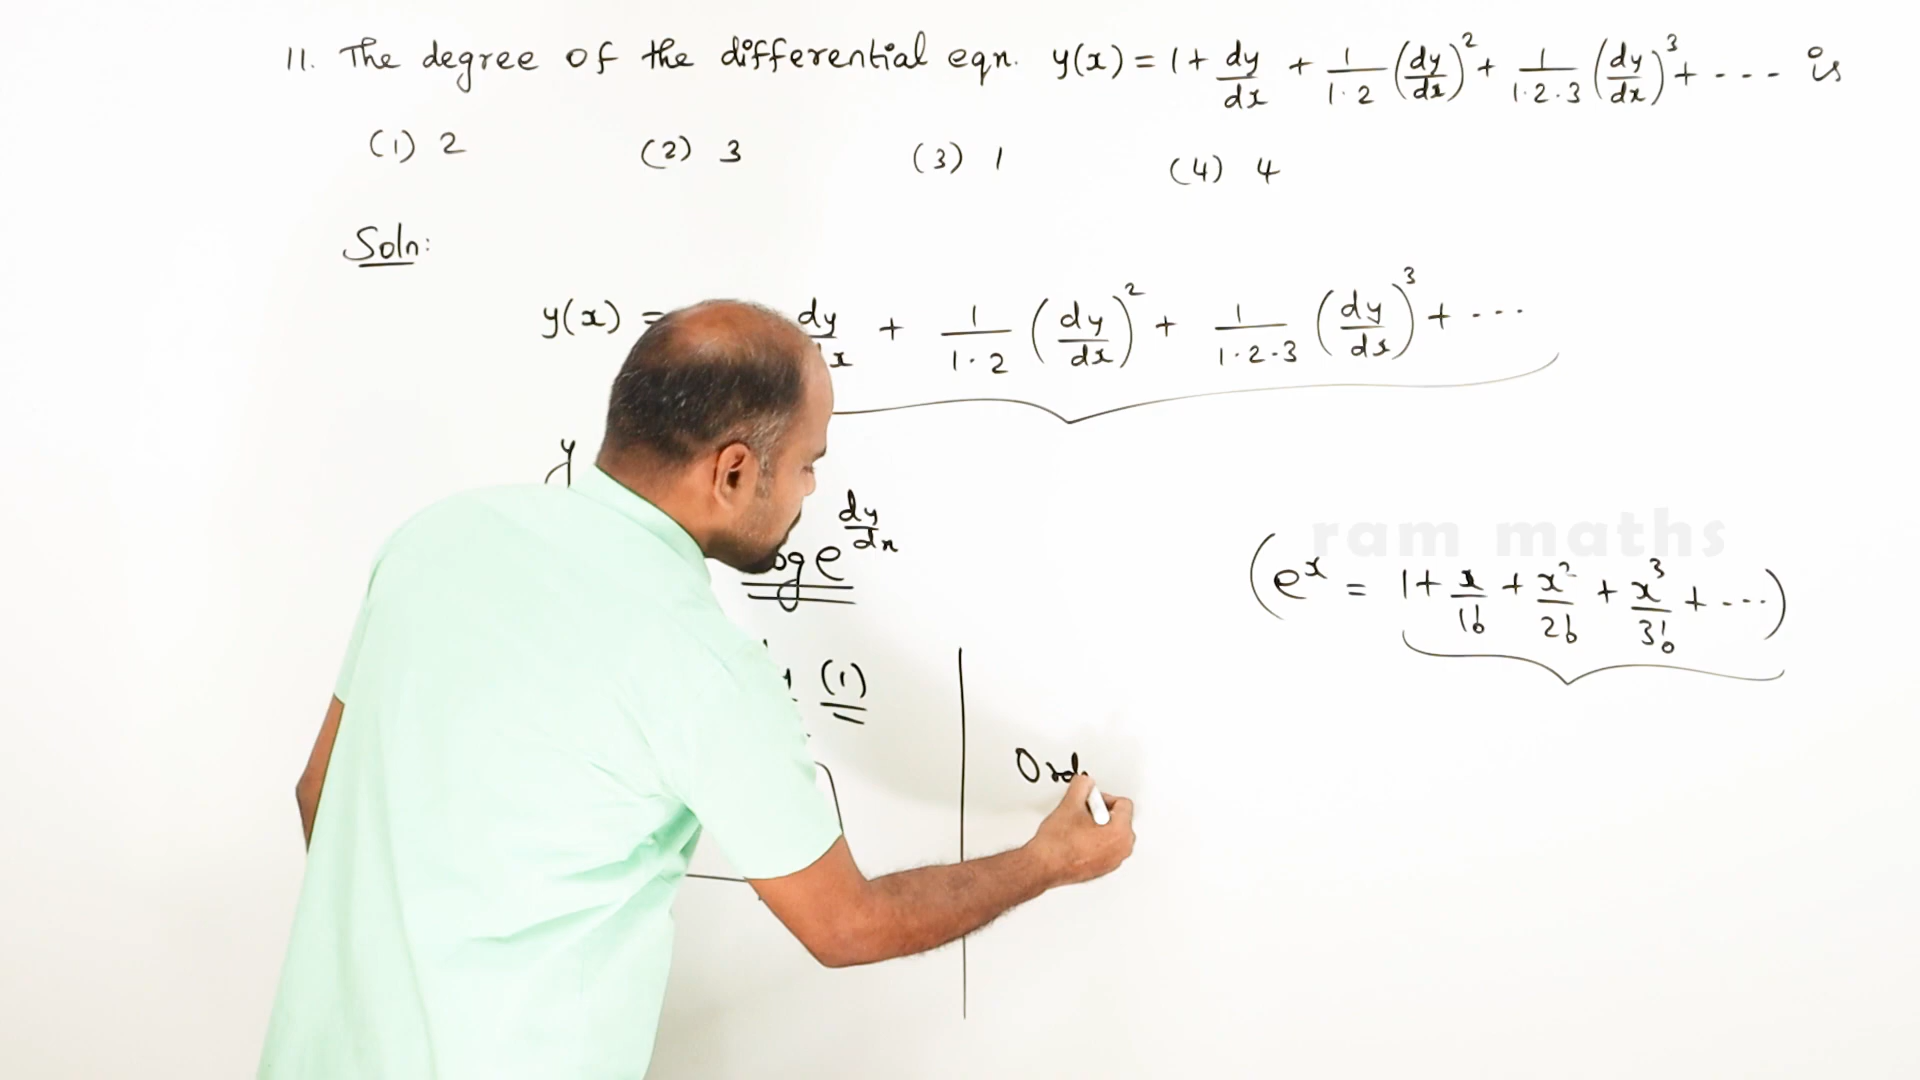 11. The degree of the differential eqn. y(x) = 1 + dy/dx + 1/1·2 (dy/dx)² + 1/1·2·3 (dy/dx)³ + ---- is
(1) 2 (2) 3 (3) 1 (4) 4
Soln:
y(x) = dy/dx + 1/1·2 (dy/dx)² + 1/1·2·3 (dy/dx)³ + ---
y
og e^dy/dx
ram maths
(e^x = 1 + x/1! + x²/2! + x³/3! + ---)
(1)
Ord